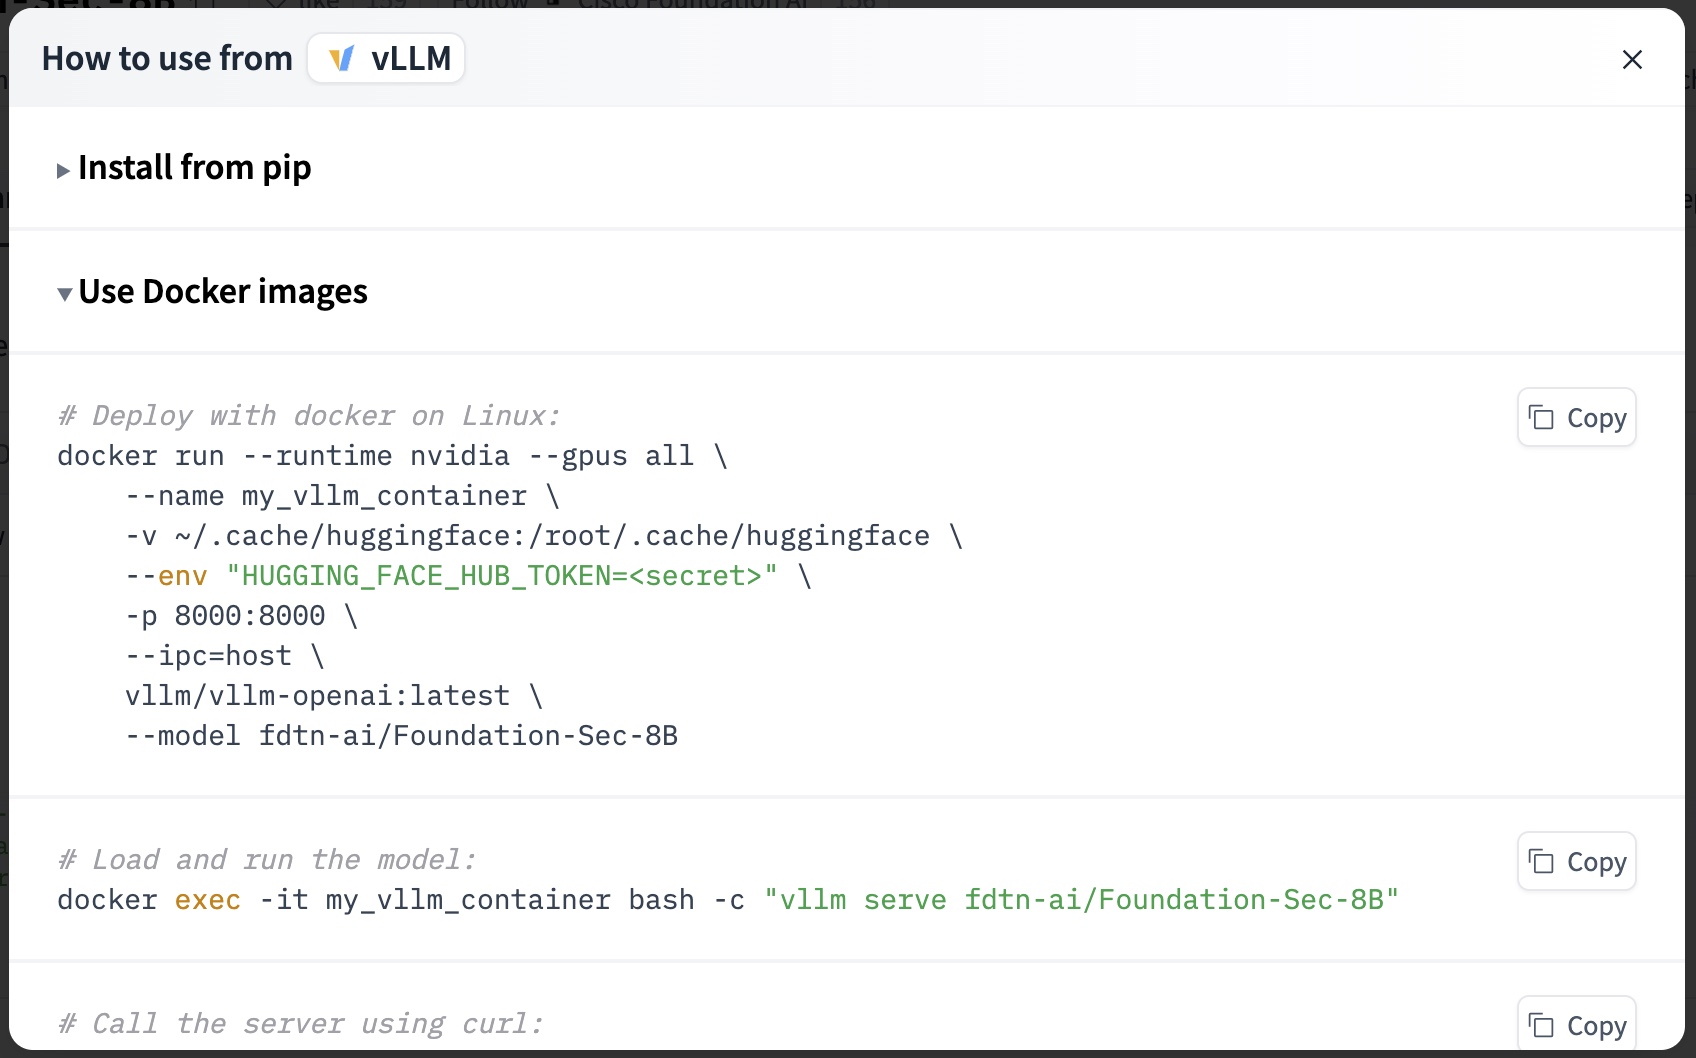 How to use from vLLM
Install from pip
Use Docker images
# Deploy with docker on Linux:
Copy
docker run --runtime nvidia --gpus all \
--name my_vllm_container \
-v ~/.cache/huggingface:/root/.cache/huggingface \
--env "HUGGING_FACE_HUB_TOKEN=<secret>" \
-p 8000:8000 \
--ipc=host \
vllm/vllm-openai:latest \
--model fdtn-ai/Foundation-Sec-8B
# Load and run the model:
Copy
docker exec -it my_vllm_container bash -c "vllm serve fdtn-ai/Foundation-Sec-8B"
# Call the server using curl:
Copy